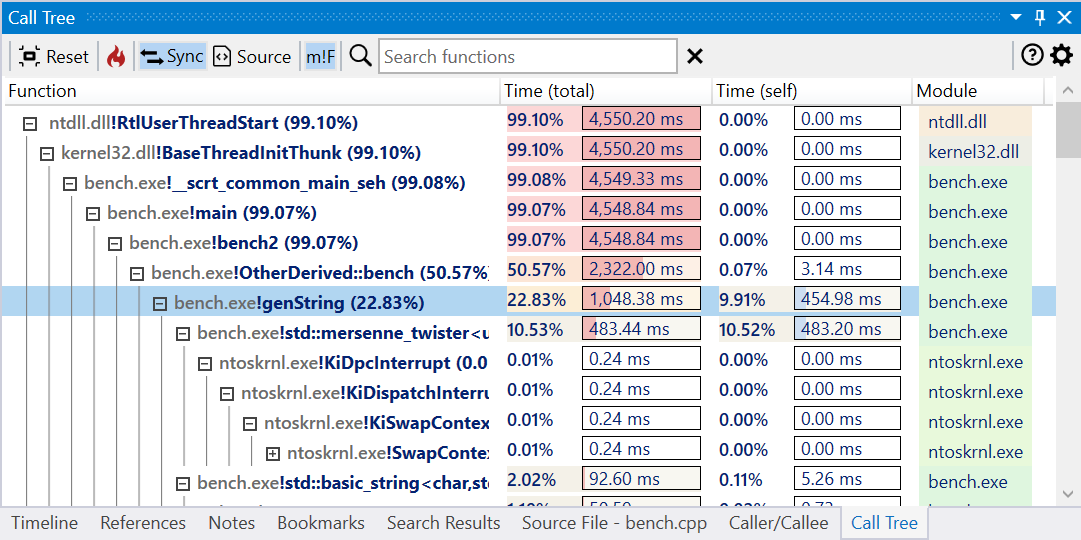 Call Tree
Reset Sync Source m!F Search functions
Function Time (total) Time (self) Module
ntdll.dll!RtlUserThreadStart (99.10%) 99.10% 4,550.20 ms 0.00% 0.00 ms ntdll.dll
kernel32.dll!BaseThreadInitThunk (99.10%) 99.10% 4,550.20 ms 0.00% 0.00 ms kernel32.dll
bench.exe!__scrt_common_main_seh (99.08%) 99.08% 4,549.33 ms 0.00% 0.00 ms bench.exe
bench.exe!main (99.07%) 99.07% 4,548.84 ms 0.00% 0.00 ms bench.exe
bench.exe!bench2 (99.07%) 99.07% 4,548.84 ms 0.00% 0.00 ms bench.exe
bench.exe!OtherDerived::bench (50.57%) 50.57% 2,322.00 ms 0.07% 3.14 ms bench.exe
bench.exe!genString (22.83%) 22.83% 1,048.38 ms 9.91% 454.98 ms bench.exe
bench.exe!std::mersenne_twister<u 10.53% 483.44 ms 10.52% 483.20 ms bench.exe
ntoskrnl.exe!KiDpcInterrupt (0.0 0.01% 0.24 ms 0.00% 0.00 ms ntoskrnl.exe
ntoskrnl.exe!KiDispatchInterru 0.01% 0.24 ms 0.00% 0.00 ms ntoskrnl.exe
ntoskrnl.exe!KiSwapContex 0.01% 0.24 ms 0.00% 0.00 ms ntoskrnl.exe
ntoskrnl.exe!SwapContex 0.01% 0.24 ms 0.00% 0.00 ms ntoskrnl.exe
bench.exe!std::basic_string<char,std 2.02% 92.60 ms 0.11% 5.26 ms bench.exe
Timeline References Notes Bookmarks Search Results Source File - bench.cpp Caller/Callee Call Tree